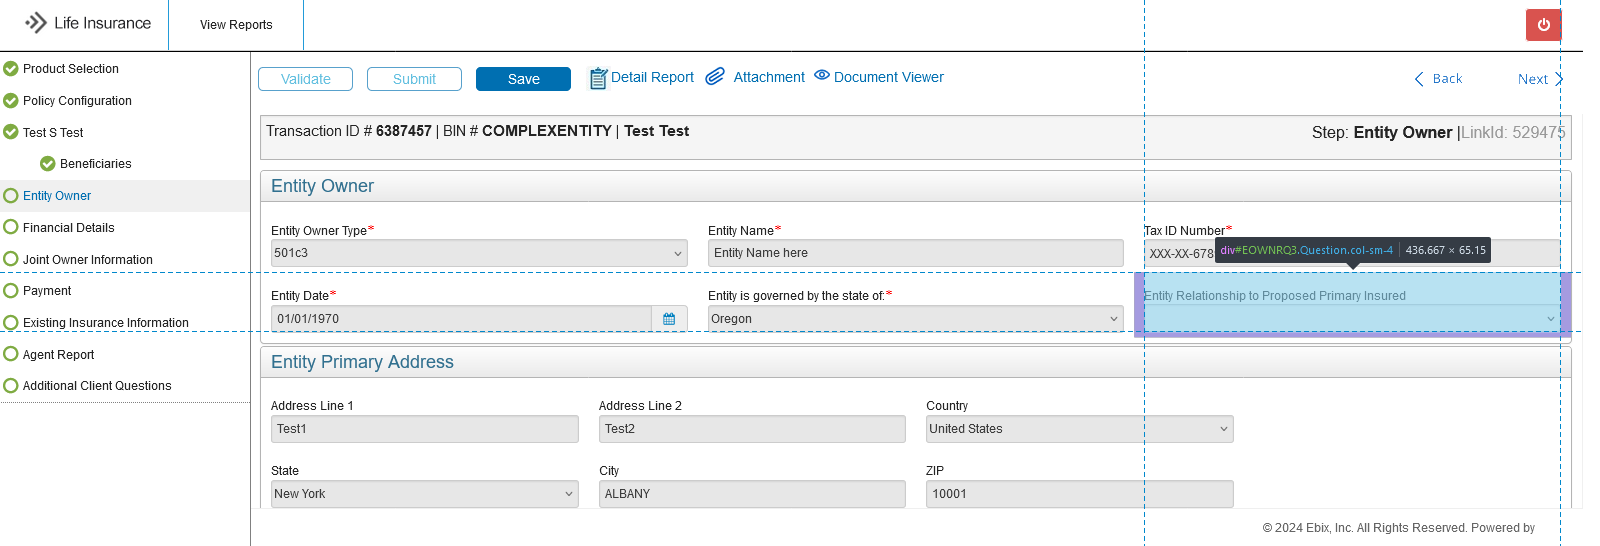 Life Insurance
View Reports
Product Selection
Policy Configuration
Test S Test
Beneficiaries
Entity Owner
Financial Details
Joint Owner Information
Payment
Existing Insurance Information
Agent Report
Additional Client Questions
Validate Submit Save Detail Report Attachment Document Viewer Back Next
Transaction ID # 6387457 | BIN # COMPLEXENTITY | Test Test Step: Entity Owner |LinkId: 529475
Entity Owner
Entity Owner Type* Entity Name* Tax ID Number*
501c3 Entity Name here XXX-XX-678
div#EOWNRQ3.Question.col-sm-4 436.667 × 65.15
Entity Date* Entity is governed by the state of:* Entity Relationship to Proposed Primary Insured
01/01/1970 Oregon
Entity Primary Address
Address Line 1 Address Line 2 Country
Test1 Test2 United States
State City ZIP
New York ALBANY 10001
© 2024 Ebix, Inc. All Rights Reserved. Powered by